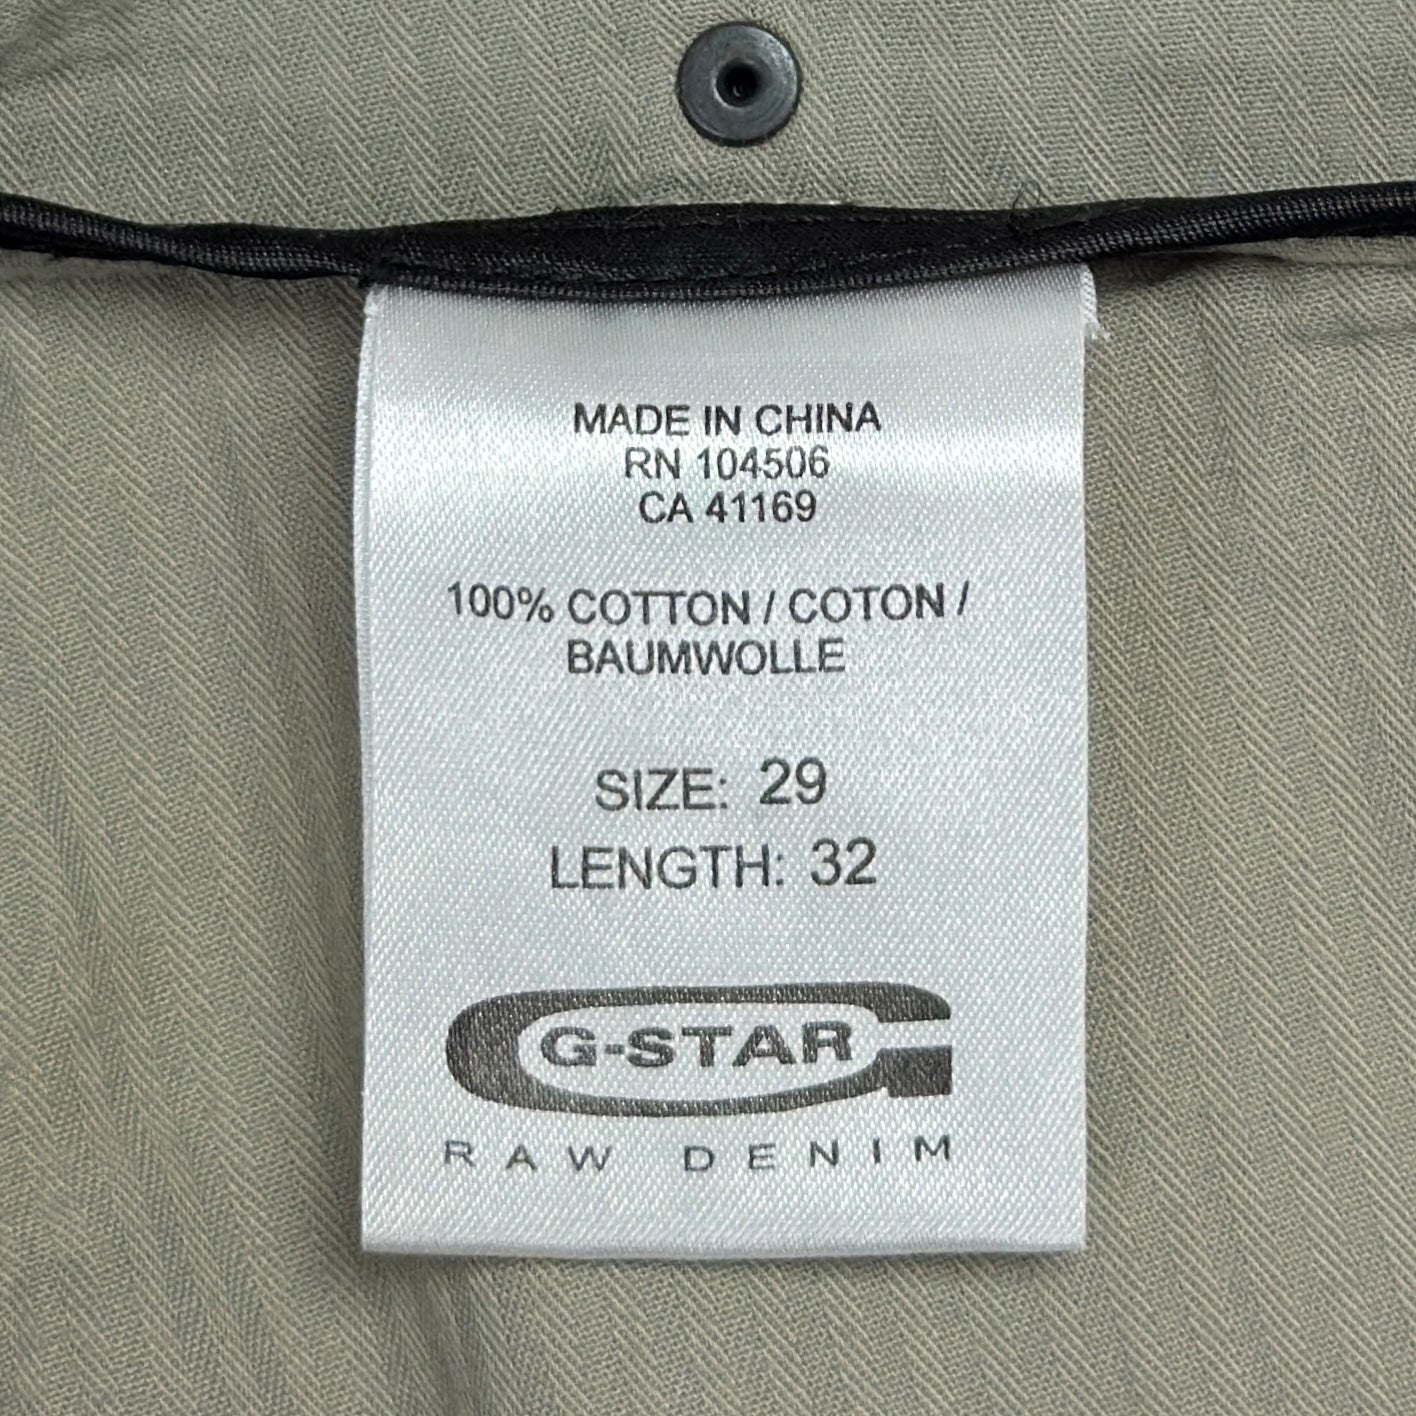 MADE IN CHINA
RN 104506
CA 41169
100% COTTON / COTON /
BAUMWOLLE
SIZE: 29
LENGTH: 32
G-STAR
RAW DENIM